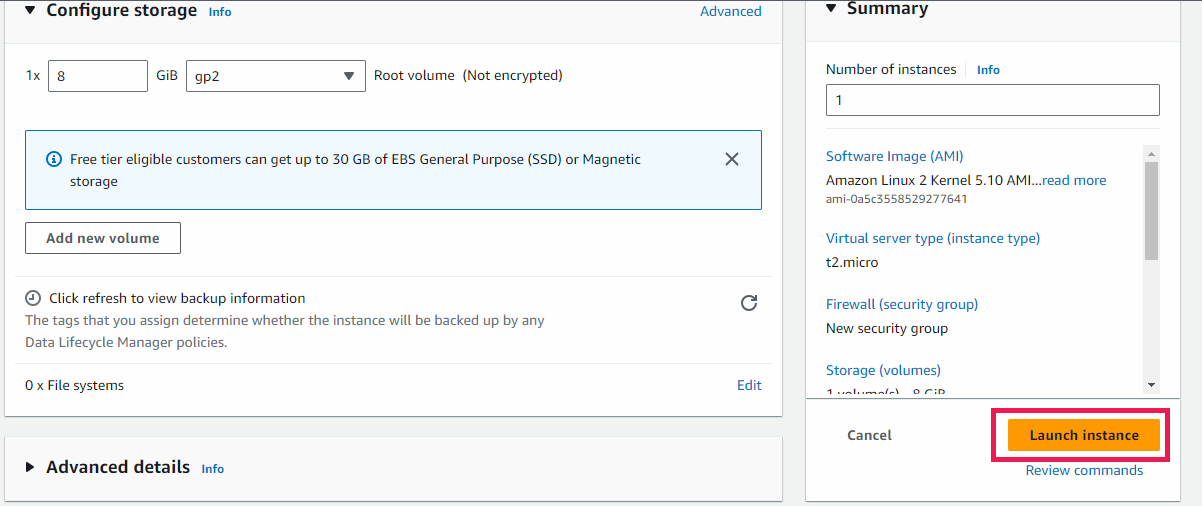 Configure storage Info Advanced
1x 8 GiB gp2 Root volume (Not encrypted)
Free tier eligible customers can get up to 30 GB of EBS General Purpose (SSD) or Magnetic
storage
Add new volume
Click refresh to view backup information
The tags that you assign determine whether the instance will be backed up by any
Data Lifecycle Manager policies.
0 x File systems Edit
Advanced details Info
Summary
Number of instances Info
1
Software Image (AMI)
Amazon Linux 2 Kernel 5.10 AMI...read more
ami-0a5c3558529277641
Virtual server type (instance type)
t2.micro
Firewall (security group)
New security group
Storage (volumes)
1 volume(s) - 8 GiB
Cancel Launch instance
Review commands